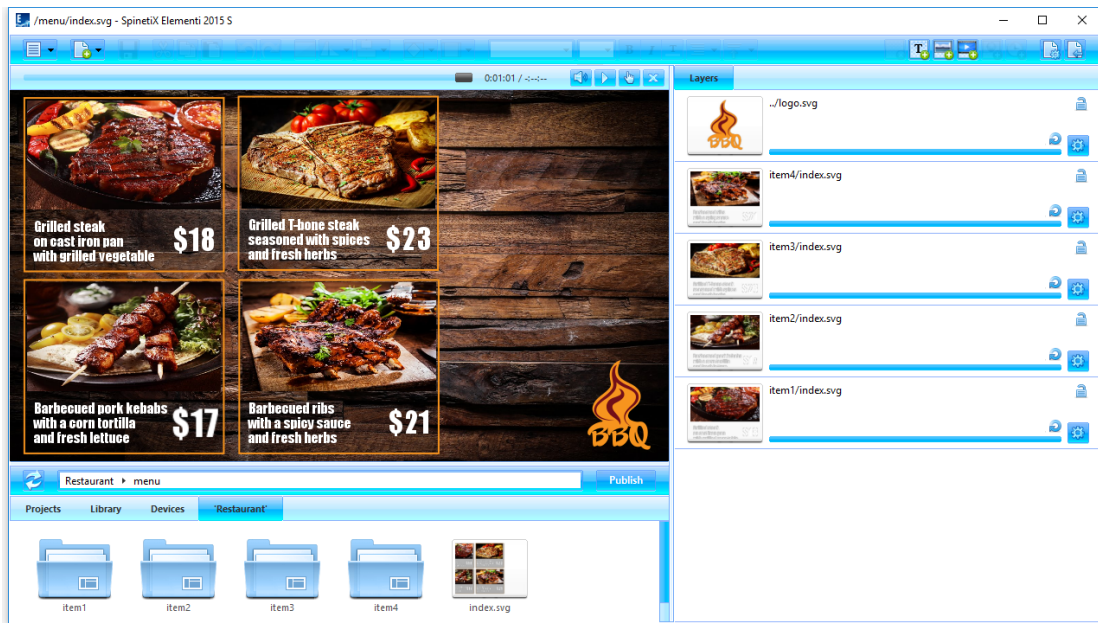 /menu/index.svg - SpinetiX Elementi 2015 S
0:01:01 / -:--:--
Layers
Grilled steak
on cast iron pan
with grilled vegetable
$18
Grilled T-bone steak
seasoned with spices
and fresh herbs
$23
Barbecued pork kebabs
with a corn tortilla
and fresh lettuce
$17
Barbecued ribs
with a spicy sauce
and fresh herbs
$21
BBQ
../logo.svg
BBQ
item4/index.svg
item3/index.svg
item2/index.svg
item1/index.svg
Restaurant
menu
Publish
Projects
Library
Devices
'Restaurant'
item1
item2
item3
item4
index.svg